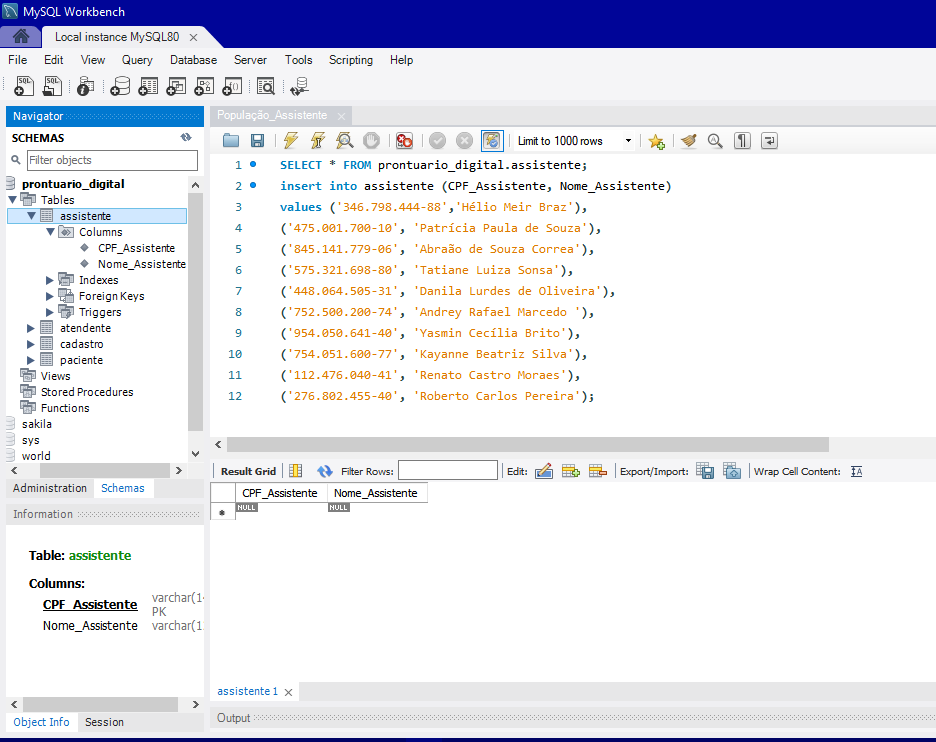 MySQL Workbench
Local instance MySQL80
File Edit View Query Database Server Tools Scripting Help
Navigator
SCHEMAS
Filter objects
prontuario_digital
Tables
assistente
Columns
CPF_Assistente
Nome_Assistente
Indexes
Foreign Keys
Triggers
atendente
cadastro
paciente
Views
Stored Procedures
Functions
sakila
sys
world
Administration Schemas
Information
Table: assistente
Columns:
CPF_Assistente varchar(1
PK
Nome_Assistente varchar(1
Object Info Session
População_Assistente
Limit to 1000 rows
1 SELECT * FROM prontuario_digital.assistente;
2 insert into assistente (CPF_Assistente, Nome_Assistente)
3 values ('346.798.444-88','Hélio Meir Braz'),
4 ('475.001.700-10', 'Patrícia Paula de Souza'),
5 ('845.141.779-06', 'Abraão de Souza Correa'),
6 ('575.321.698-80', 'Tatiane Luiza Sonsa'),
7 ('448.064.505-31', 'Danila Lurdes de Oliveira'),
8 ('752.500.200-74', 'Andrey Rafael Marcedo '),
9 ('954.050.641-40', 'Yasmin Cecília Brito'),
10 ('754.051.600-77', 'Kayanne Beatriz Silva'),
11 ('112.476.040-41', 'Renato Castro Moraes'),
12 ('276.802.455-40', 'Roberto Carlos Pereira');
Result Grid Filter Rows: Edit: Export/Import: Wrap Cell Content:
CPF_Assistente Nome_Assistente
NULL NULL
assistente 1
Output